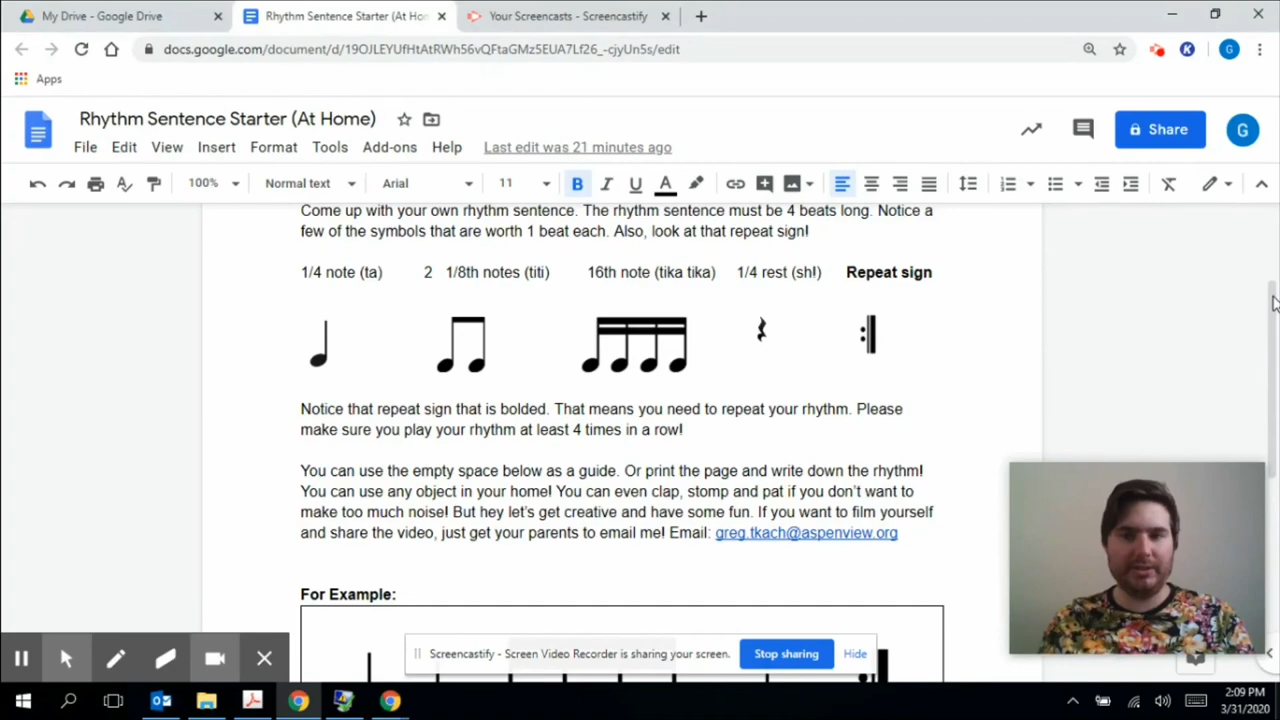 My Drive - Google Drive
Rhythm Sentence Starter (At Hom
Your Screencasts - Screencastify
docs.google.com/document/d/19OJLEYUfHtAtRWh56vQFtaGMz5EUA7Lf26_-cjyUn5s/edit
G
Apps
Rhythm Sentence Starter (At Home)
Share
G
File Edit View Insert Format Tools Add-ons Help Last edit was 21 minutes ago
100% Normal text Arial 11 B I U A
Come up with your own rhythm sentence. The rhythm sentence must be 4 beats long. Notice a
few of the symbols that are worth 1 beat each. Also, look at that repeat sign!
1/4 note (ta) 2 1/8th notes (titi) 16th note (tika tika) 1/4 rest (sh!) Repeat sign
Notice that repeat sign that is bolded. That means you need to repeat your rhythm. Please
make sure you play your rhythm at least 4 times in a row!
You can use the empty space below as a guide. Or print the page and write down the rhythm!
You can use any object in your home! You can even clap, stomp and pat if you don't want to
make too much noise! But hey let's get creative and have some fun. If you want to film yourself
and share the video, just get your parents to email me! Email: greg.tkach@aspenview.org
For Example:
Screencastify - Screen Video Recorder is sharing your screen. Stop sharing Hide
2:09 PM
3/31/2020